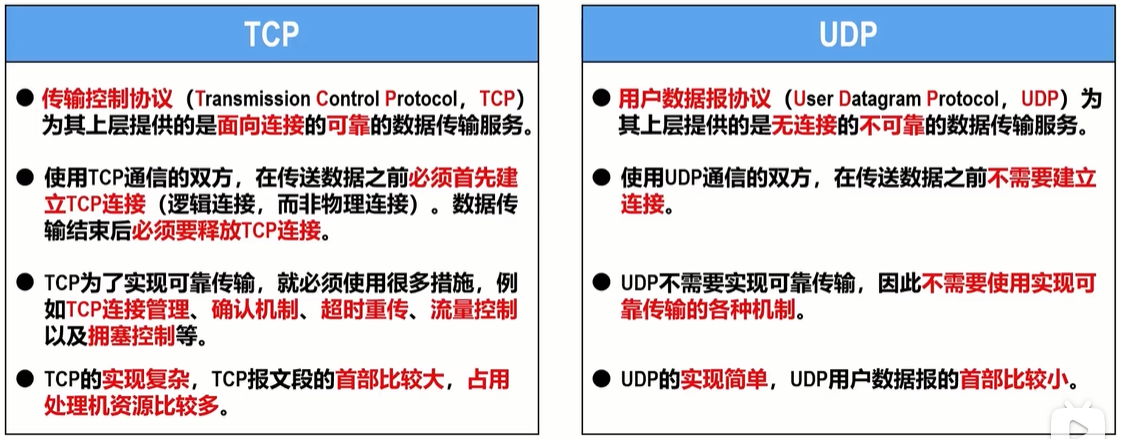 TCP
● 传输控制协议（Transmission Control Protocol，TCP）
为其上层提供的是面向连接的可靠的数据传输服务。
● 使用TCP通信的双方，在传送数据之前必须首先建
立TCP连接（逻辑连接，而非物理连接）。数据传
输结束后必须要释放TCP连接。
● TCP为了实现可靠传输，就必须使用很多措施，例
如TCP连接管理、确认机制、超时重传、流量控制
以及拥塞控制等。
● TCP的实现复杂，TCP报文段的首部比较大，占用
处理机资源比较多。
UDP
● 用户数据报协议（User Datagram Protocol，UDP）为
其上层提供的是无连接的不可靠的数据传输服务。
● 使用UDP通信的双方，在传送数据之前不需要建立
连接。
● UDP不需要实现可靠传输，因此不需要使用实现可
靠传输的各种机制。
● UDP的实现简单，UDP用户数据报的首部比较小。